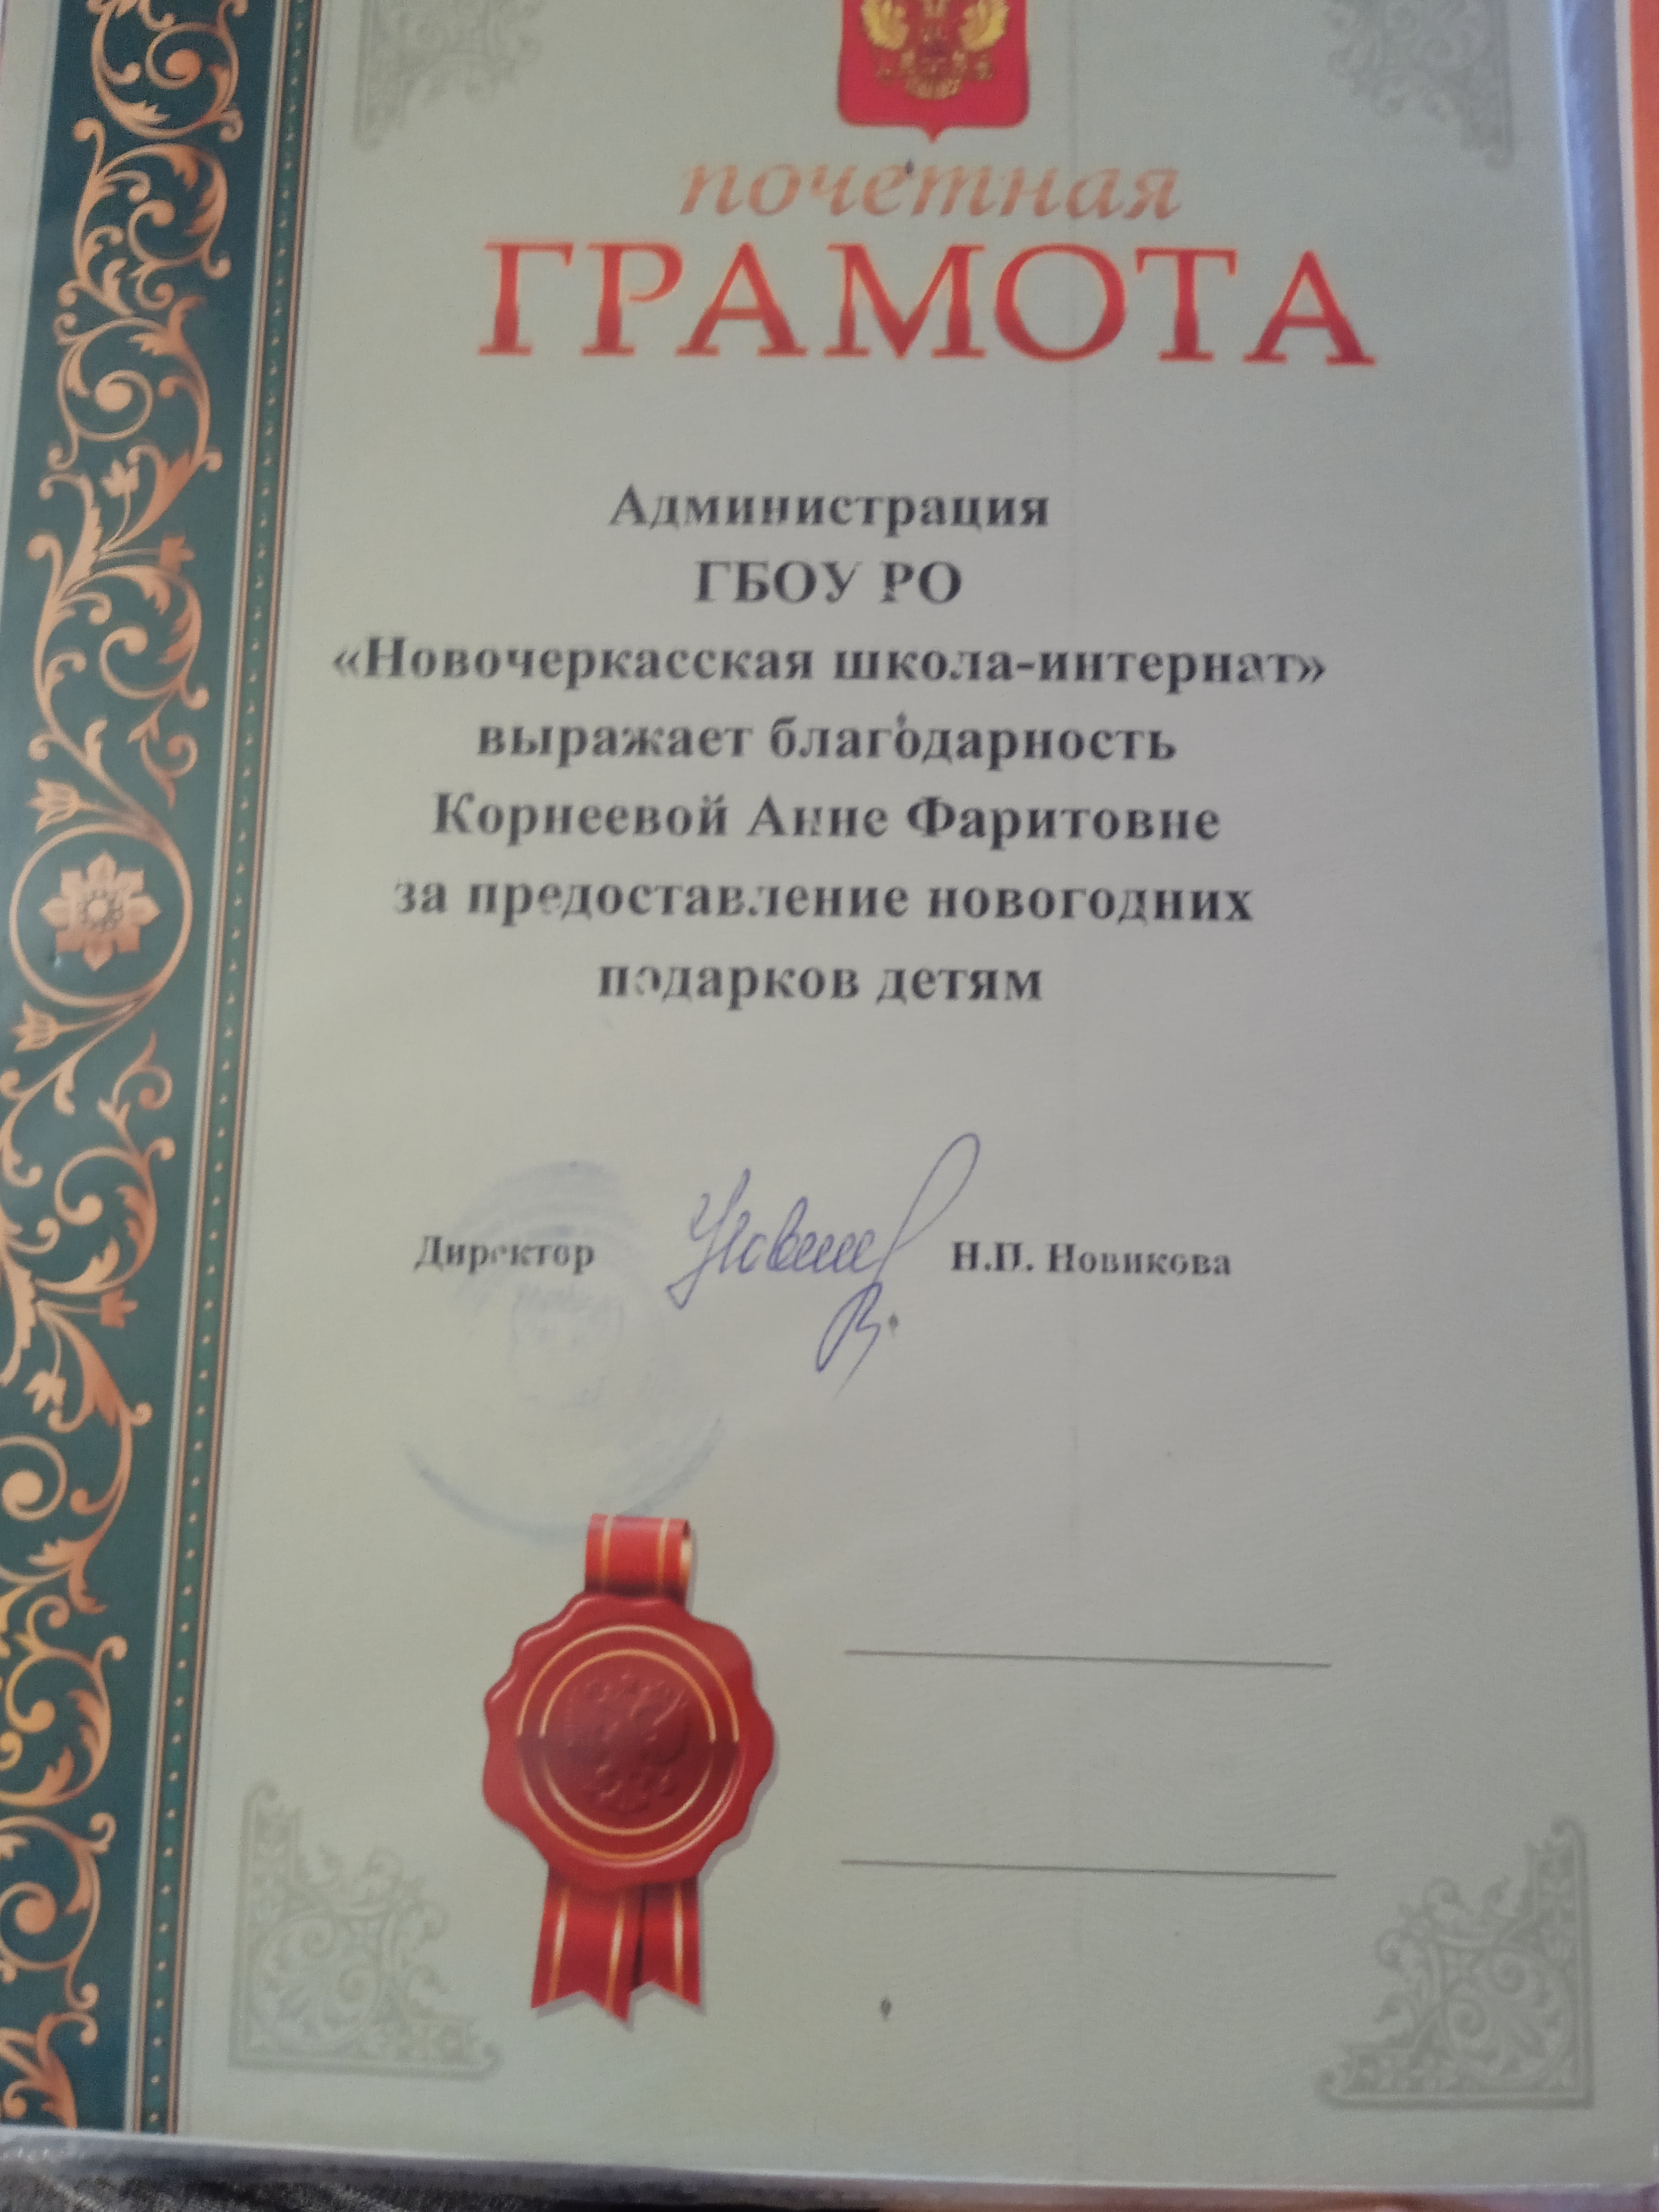 почетная
ГРАМОТА
Администрация
ГБОУ РО
«Новочеркасская школа-интернат»
выражает благодарность
Корнеевой Анне Фаритовне
за предоставление новогодних
подарков детям
Директор Н.П. Новикова